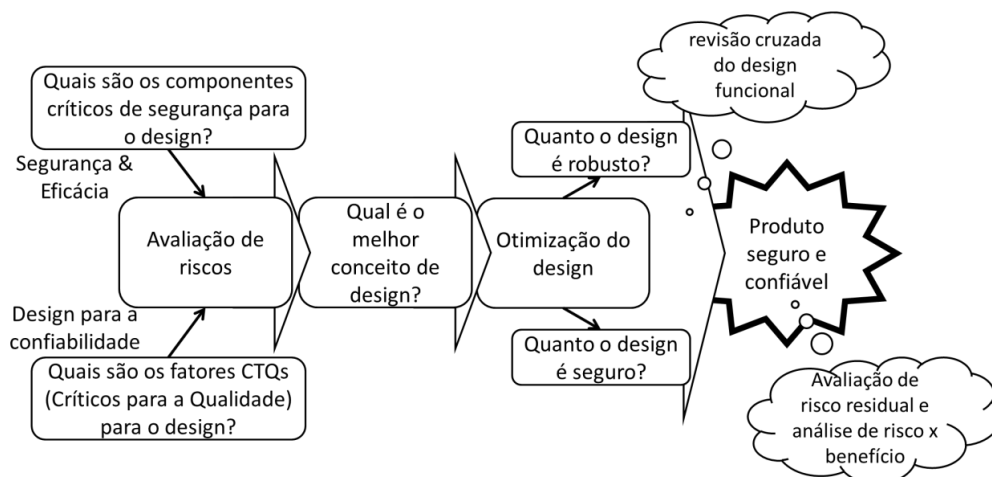 revisão cruzada
do design
funcional
Quais são os componentes
críticos de segurança para
o design?
Segurança &
Eficácia
Avaliação de
riscos
Design para a
confiabilidade
Quais são os fatores CTQs
(Críticos para a Qualidade)
para o design?
Qual é o
melhor
conceito de
design?
Quanto o design
é robusto?
Otimização do
design
Quanto o design
é seguro?
Produto
seguro e
confiável
Avaliação de
risco residual e
análise de risco x
benefício